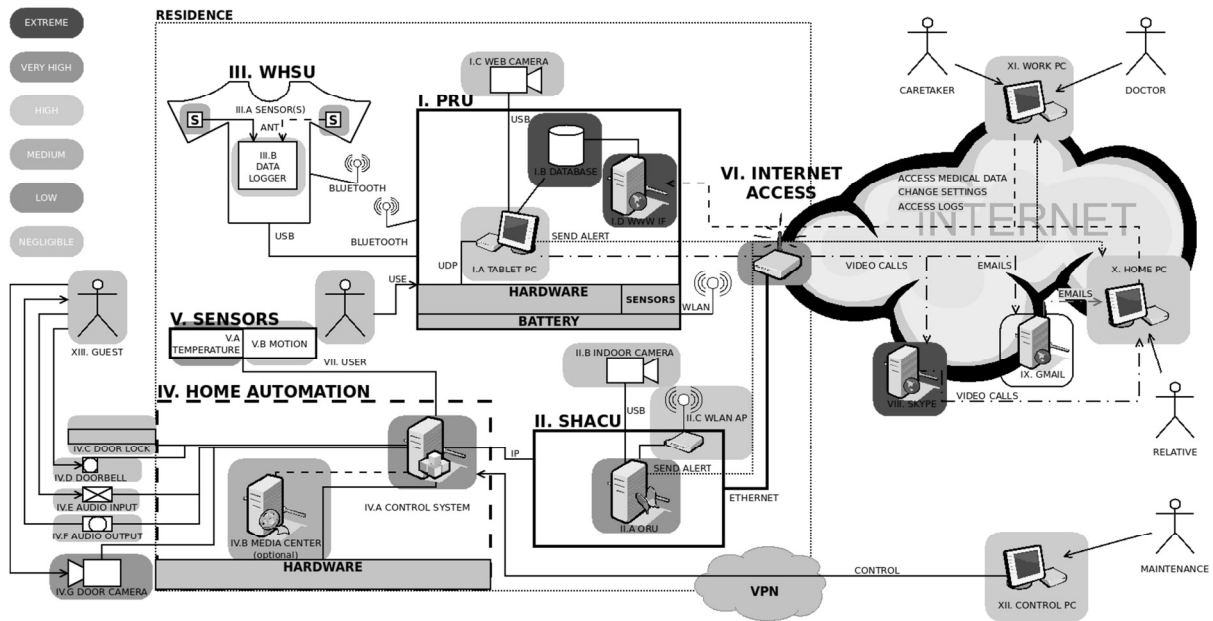 EXTREME
VERY HIGH
HIGH
MEDIUM
LOW
NEGLIGIBLE
RESIDENCE
III. WHSU
III.A SENSOR(S)
S
S
ANT
III.B
DATA
LOGGER
BLUETOOTH
BLUETOOTH
USB
I.C WEB CAMERA
I. PRU
USB
I.B DATABASE
I.D WWW IF
I.A TABLET PC
UDP
SEND ALERT
HARDWARE
SENSORS
BATTERY
WLAN
USE
VI. INTERNET
ACCESS
CARETAKER
XI. WORK PC
DOCTOR
ACCESS MEDICAL DATA
CHANGE SETTINGS
ACCESS LOGS
INTERNET
VIDEO CALLS
EMAILS
X. HOME PC
EMAILS
IX. GMAIL
VIII. SKYPE
VIDEO CALLS
RELATIVE
XIII. GUEST
V. SENSORS
V.A
TEMPERATURE
V.B MOTION
VII. USER
IV. HOME AUTOMATION
IV.C DOOR LOCK
IV.D DOORBELL
IV.E AUDIO INPUT
IV.F AUDIO OUTPUT
IV.G DOOR CAMERA
IV.A CONTROL SYSTEM
IV.B MEDIA CENTER
(optional)
HARDWARE
IP
II.B INDOOR CAMERA
USB
II.C WLAN AP
II. SHACU
SEND ALERT
II.A ORU
ETHERNET
VPN
CONTROL
XII. CONTROL PC
MAINTENANCE